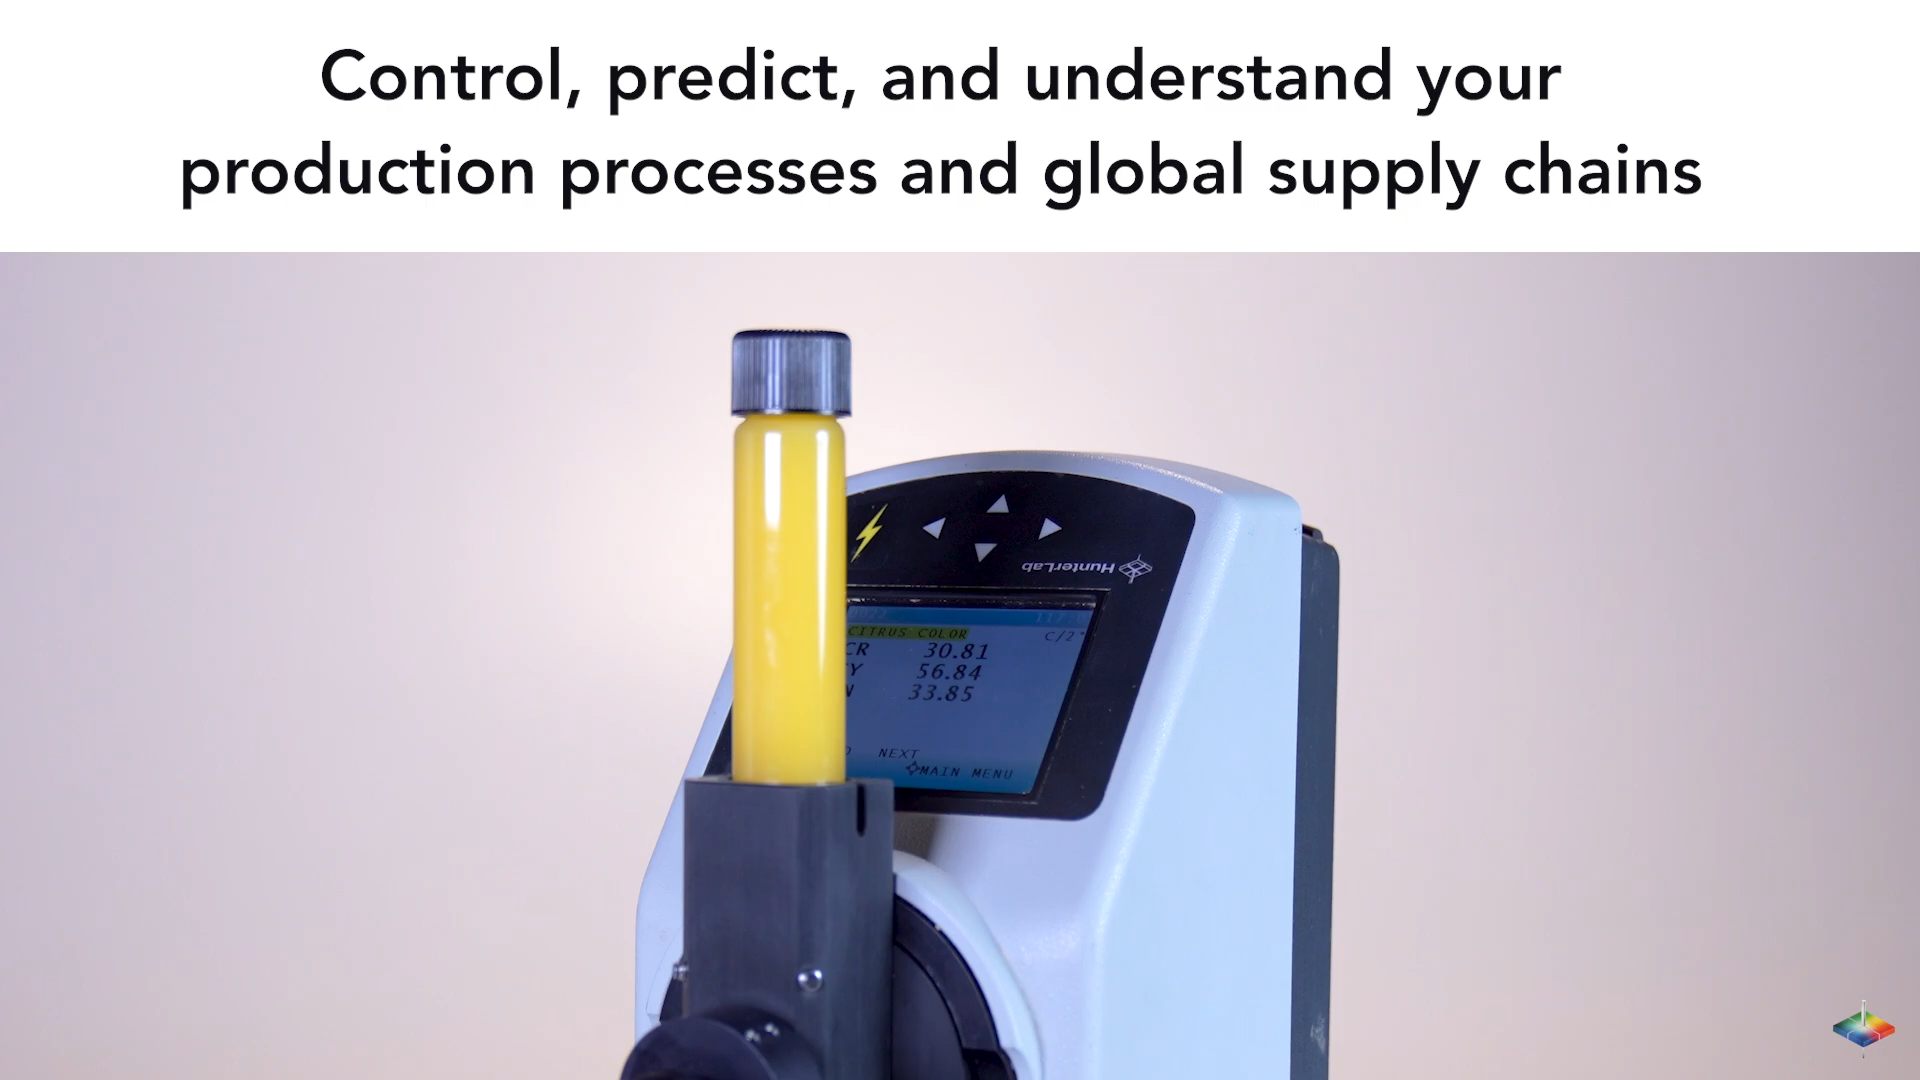 Control, predict, and understand your
production processes and global supply chains
HunterLab
CITRUS COLOR
C/2°
CR 30.81
Y 56.84
N 33.85
NEXT
MAIN MENU